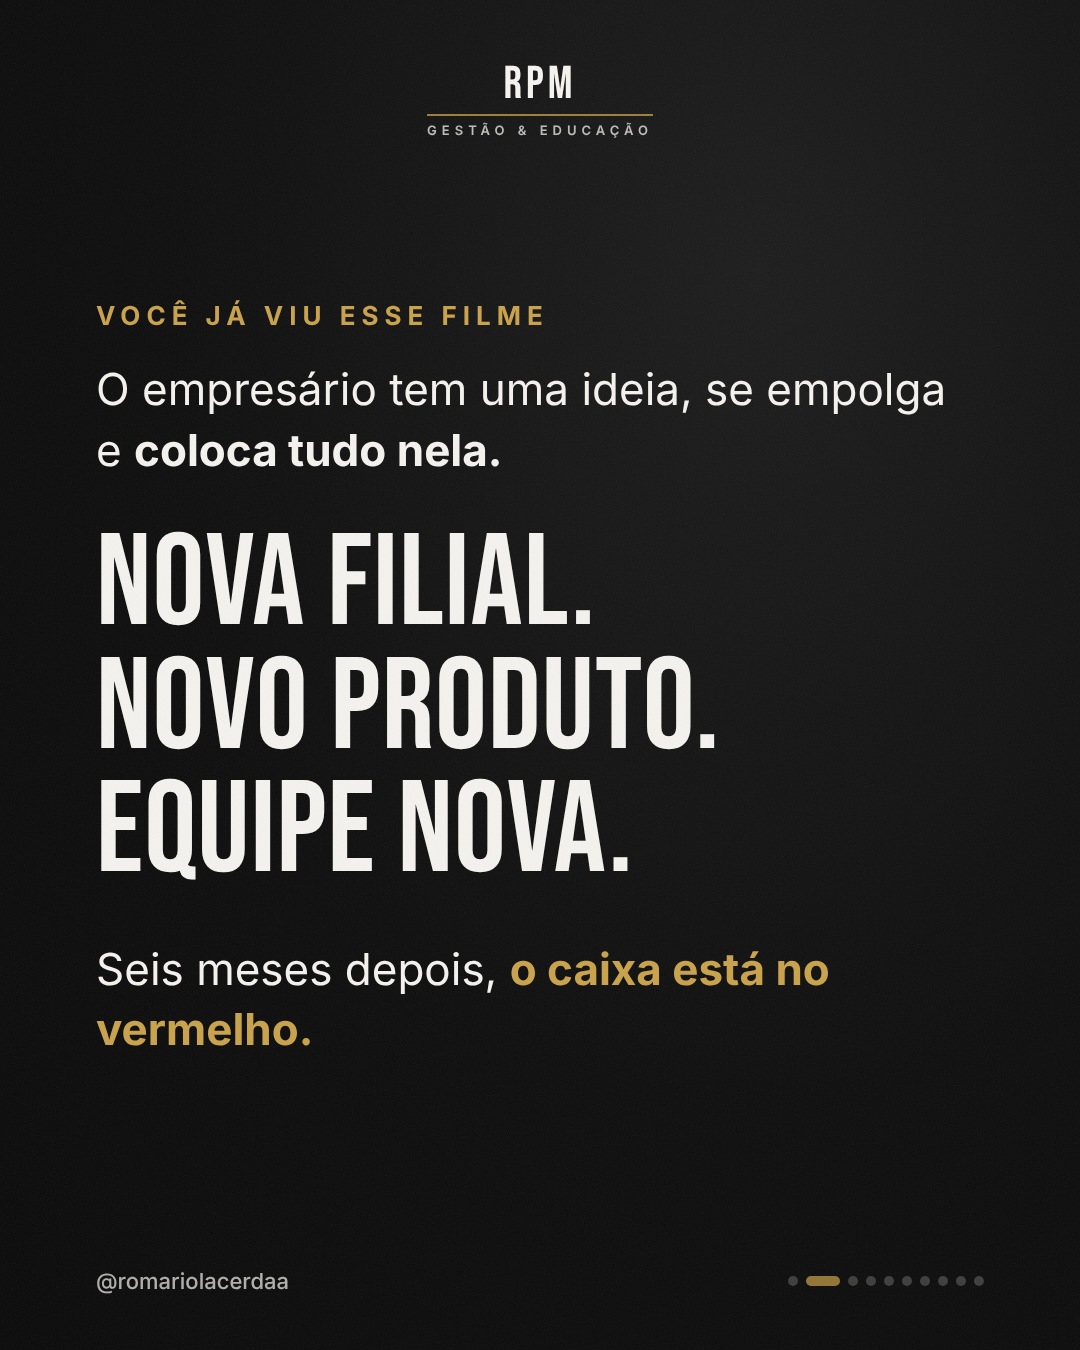 RPM
GESTÃO & EDUCAÇÃO
VOCÊ JÁ VIU ESSE FILME
O empresário tem uma ideia, se empolga
e coloca tudo nela.
NOVA FILIAL.
NOVO PRODUTO.
EQUIPE NOVA.
Seis meses depois, o caixa está no
vermelho.
@romariolacerdaa